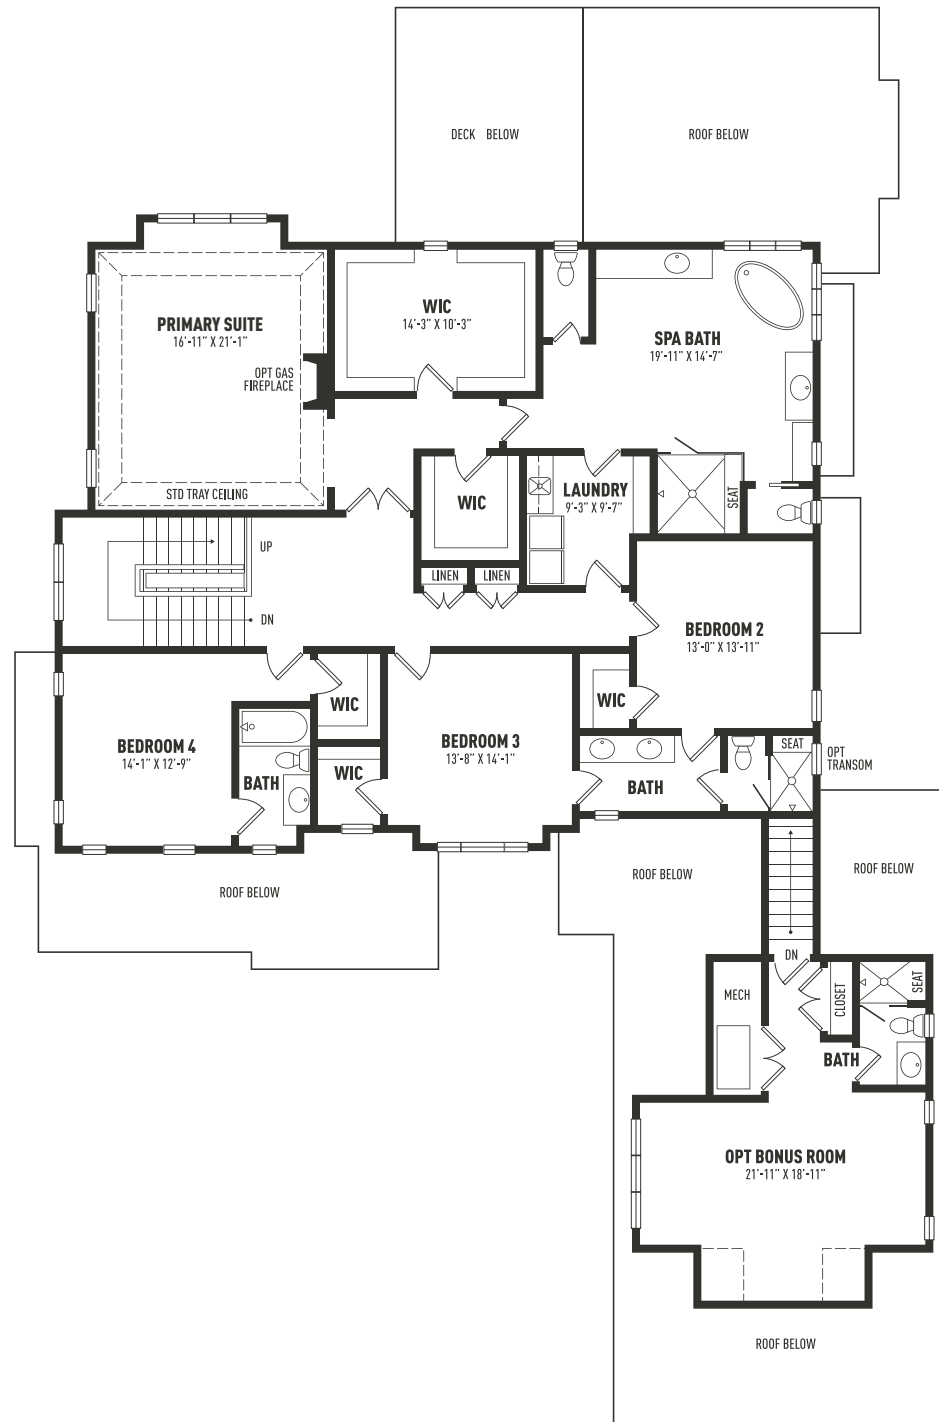 DECK BELOW
ROOF BELOW
PRIMARY SUITE
16'-11" X 21'-1"
OPT GAS
FIREPLACE
STD TRAY CEILING
WIC
14'-3" X 10'-3"
SPA BATH
19'-11" X 14'-7"
WIC
LAUNDRY
9'-3" X 9'-7"
SEAT
UP
DN
LINEN
LINEN
BEDROOM 2
13'-0" X 13'-11"
WIC
WIC
BEDROOM 4
14'-1" X 12'-9"
BEDROOM 3
13'-8" X 14'-1"
WIC
BATH
BATH
SEAT
OPT
TRANSOM
ROOF BELOW
ROOF BELOW
ROOF BELOW
DN
MECH
CLOSET
SEAT
BATH
OPT BONUS ROOM
21'-11" X 18'-11"
ROOF BELOW